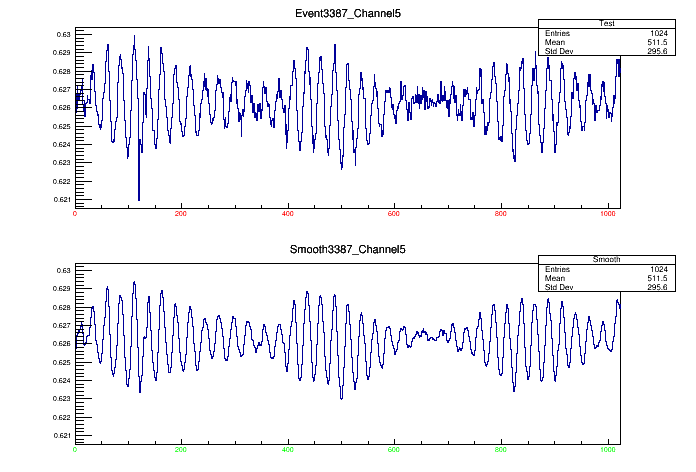 Event3387_Channel5
Test
Entries 1024
Mean 511.5
Std Dev 295.6
0.63
0.629
0.628
0.627
0.626
0.625
0.624
0.623
0.622
0.621
0 200 400 600 800 1000
Smooth3387_Channel5
Smooth
Entries 1024
Mean 511.5
Std Dev 295.6
0.63
0.629
0.628
0.627
0.626
0.625
0.624
0.623
0.622
0.621
0 200 400 600 800 1000